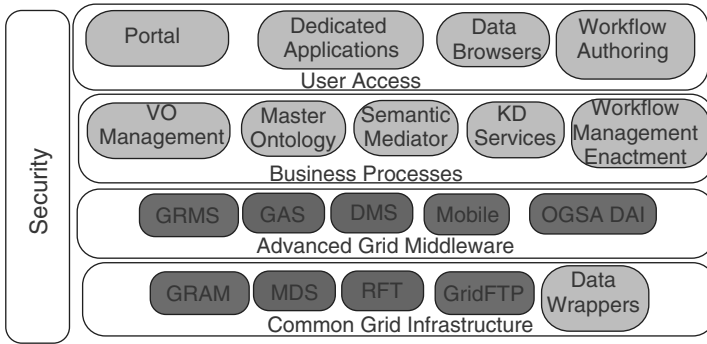 Security
Portal
Dedicated
Applications
Data
Browsers
Workflow
Authoring
User Access
VO
Management
Master
Ontology
Semantic
Mediator
KD
Services
Workflow
Management
Enactment
Business Processes
GRMS
GAS
DMS
Mobile
OGSA DAI
Advanced Grid Middleware
GRAM
MDS
RFT
GridFTP
Data
Wrappers
Common Grid Infrastructure